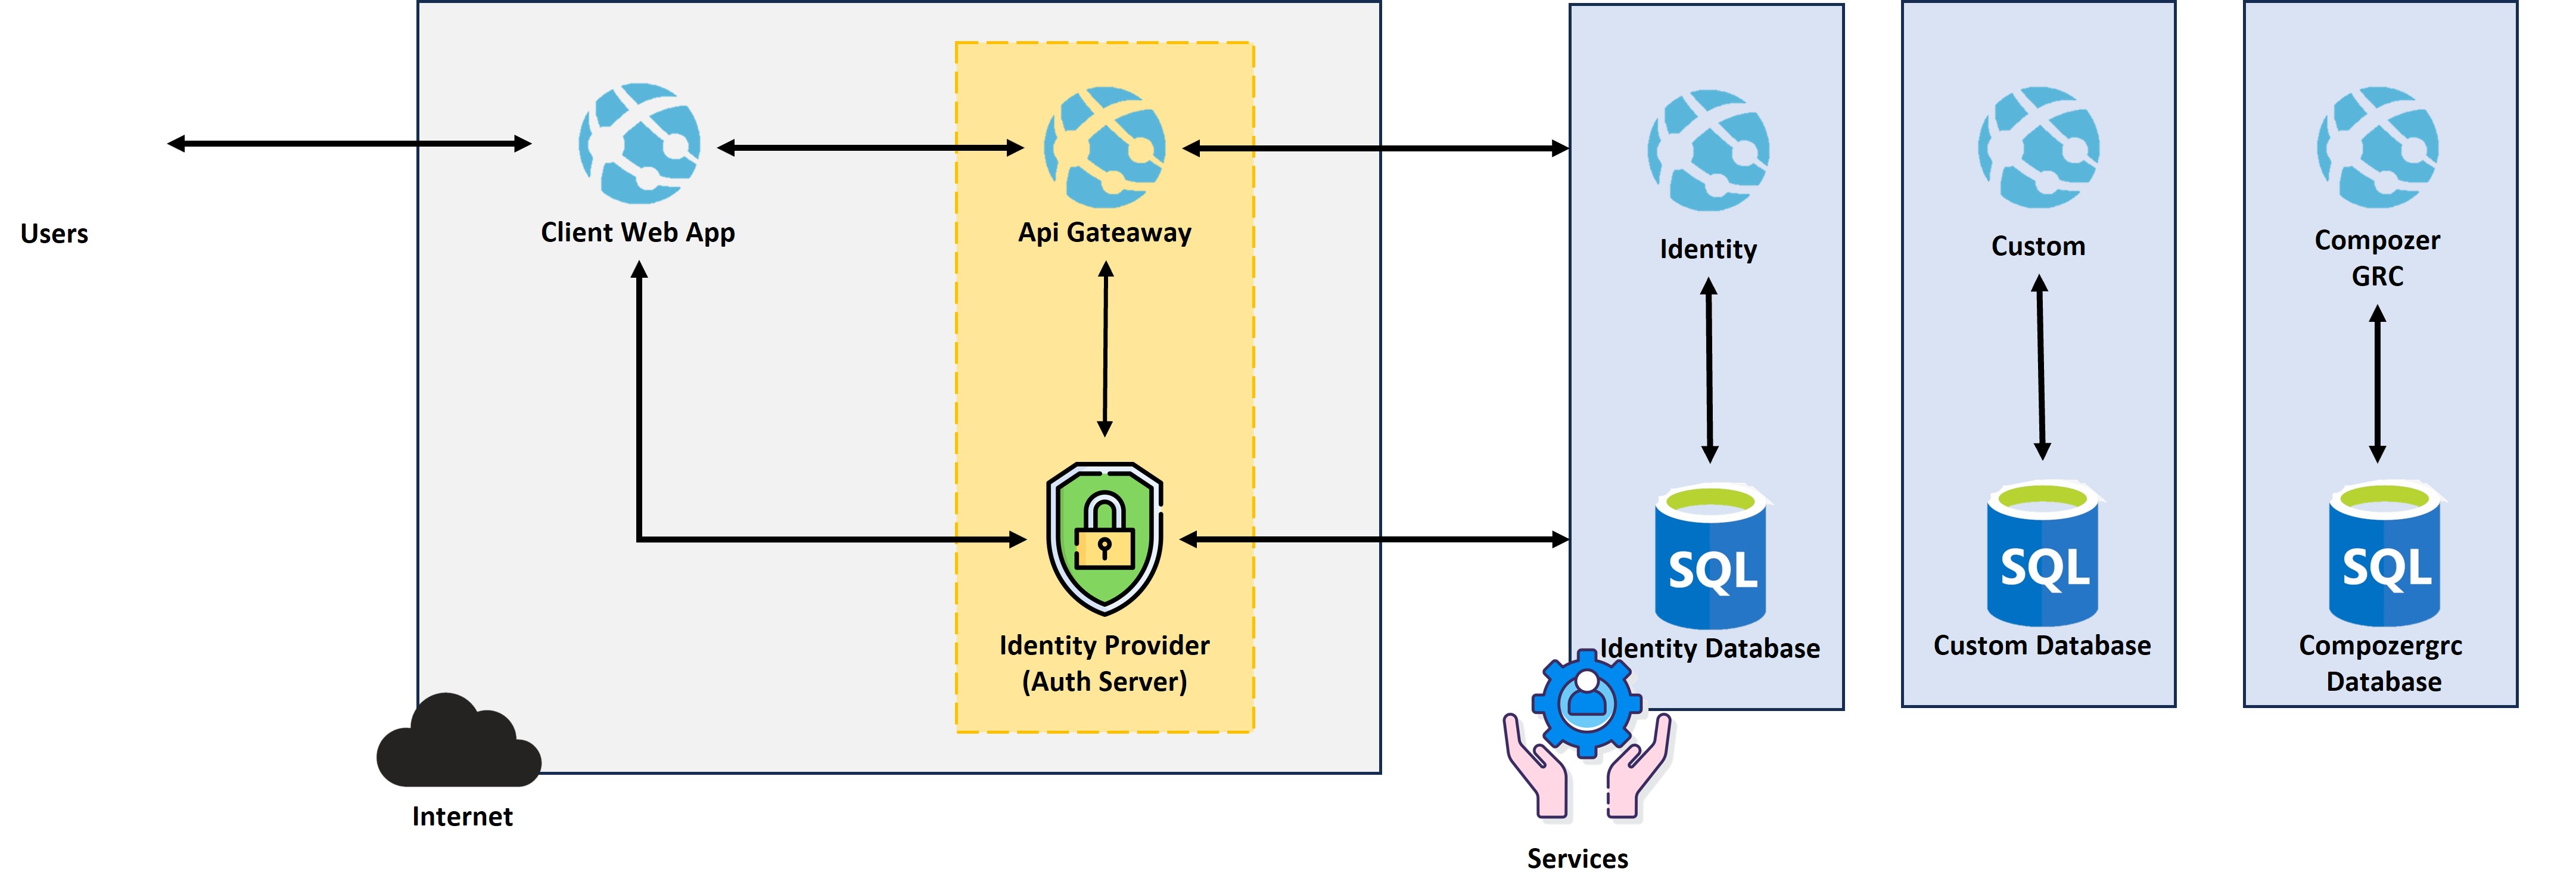 Users
Client Web App
Api Gateaway
Identity
Custom
Compozer
GRC
SQL
SQL
SQL
Identity Provider
(Auth Server)
Identity Database
Custom Database
Compozergrc
Database
Internet
Services